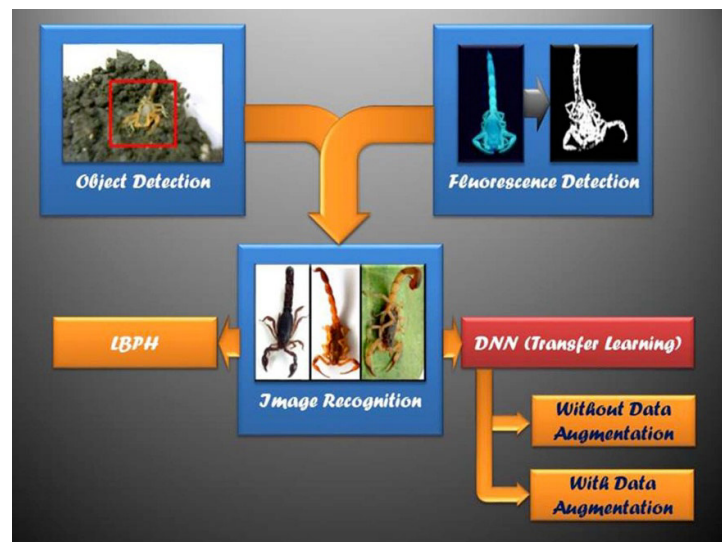 Object Detection
Fluorescence Detection
LBPH
Image Recognition
DNN (Transfer Learning)
Without Data
Augmentation
With Data
Augmentation